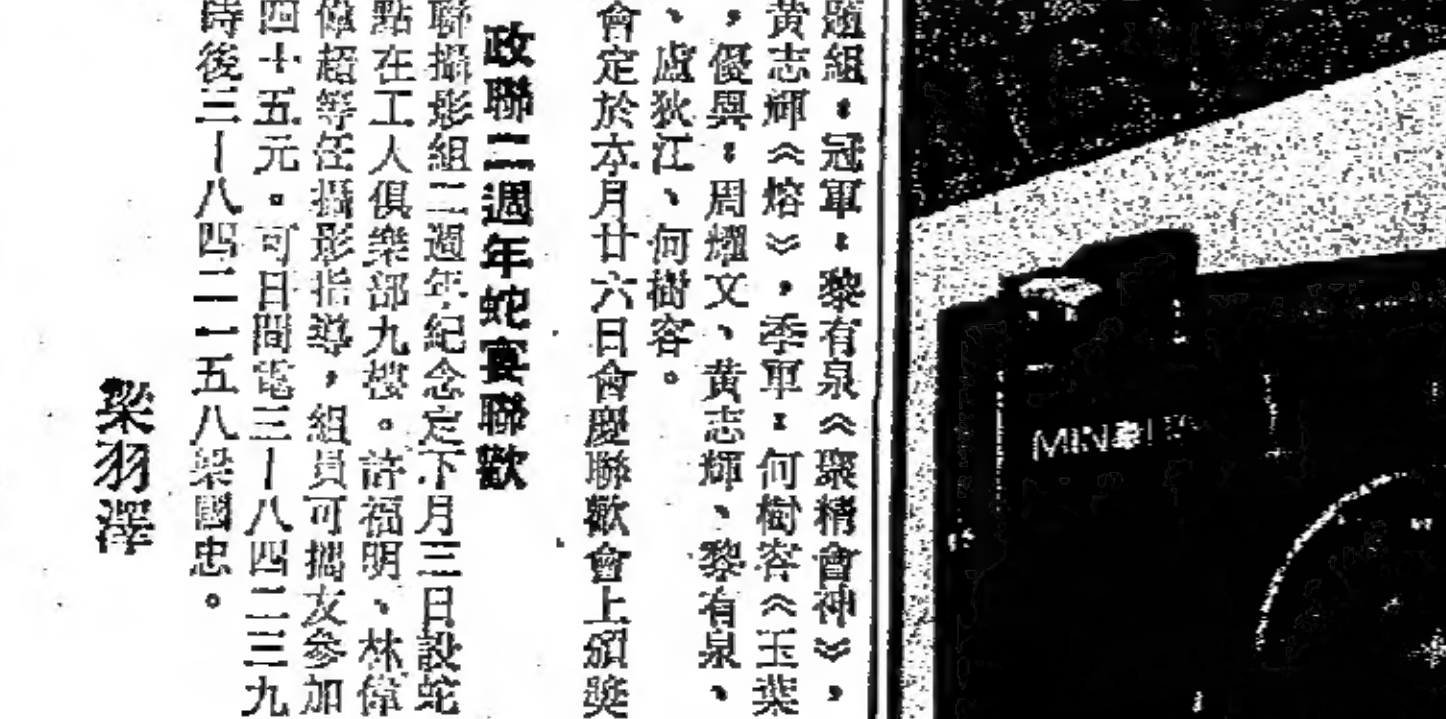 題組，冠軍：黎有泉《聚精會神》，
黃志輝《熔》，季軍：何樹容《玉葉
，優異：周耀文、黃志輝、黎有泉、
、盧狄江、何樹容。
會定於本月廿六日會慶聯歡會上頒獎
政聯二週年蛇宴聯歡
聯攝影組二週年紀念定下月三日設蛇
點在工人俱樂部九樓。許福明、林偉
偉超等任攝影指導，組員可携友參加
四十五元。可日間電三—八四二三九
時後三—八四二一五八梁國忠。
梁羽澤